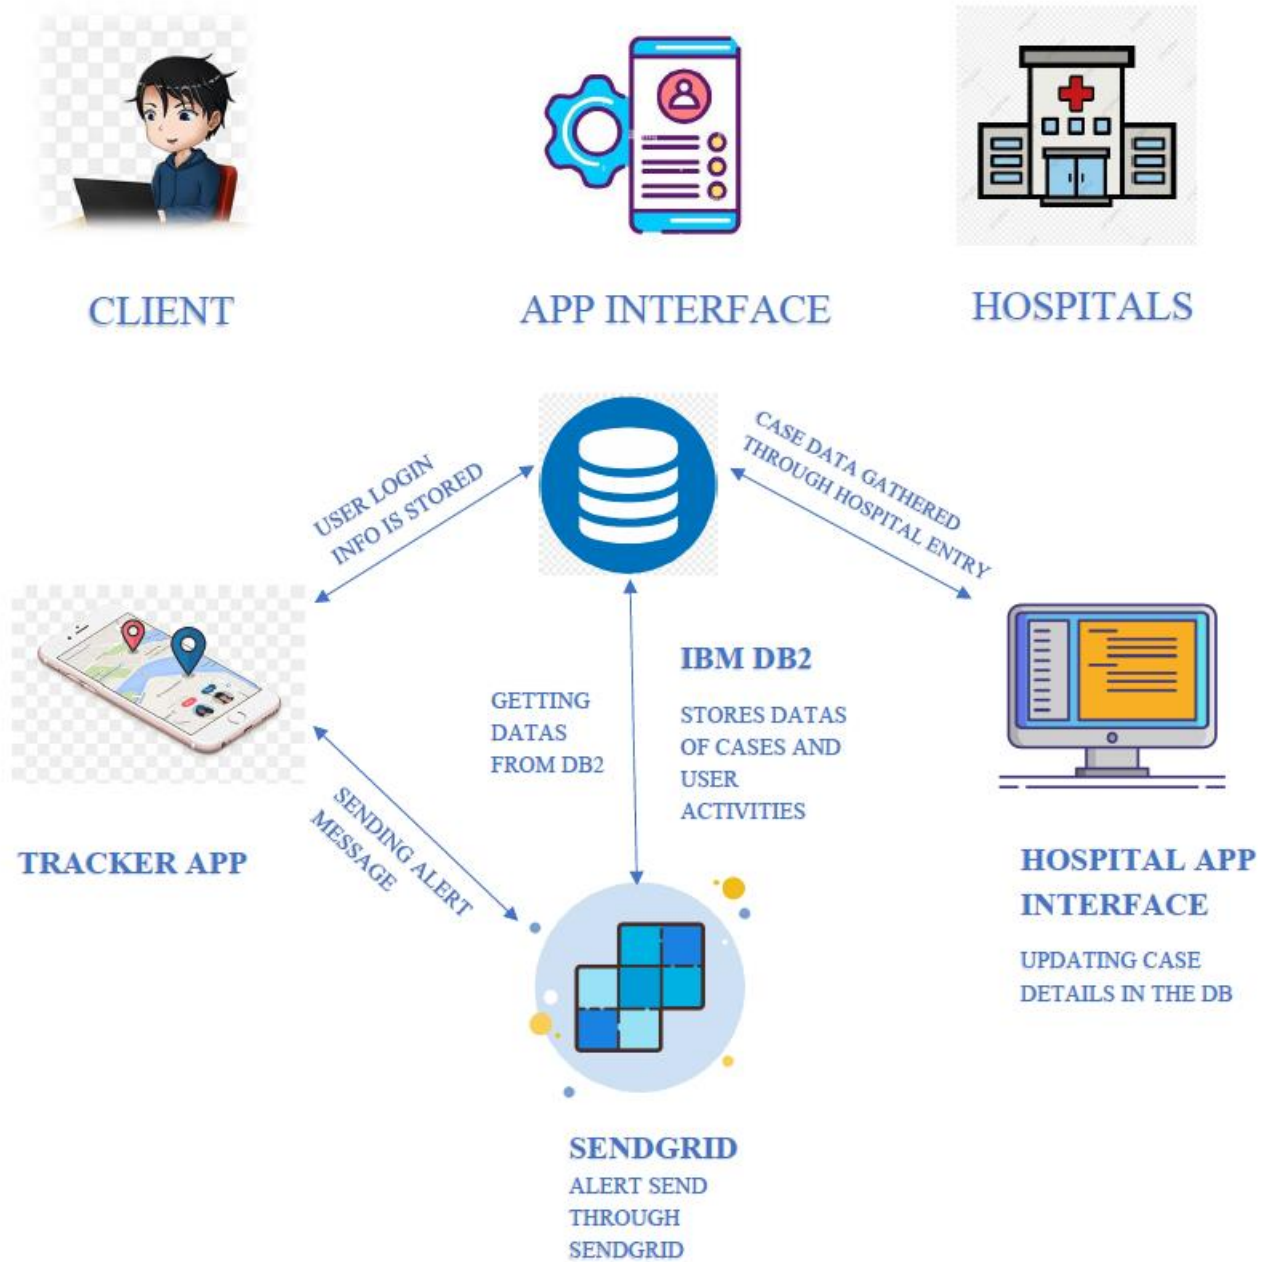 CLIENT
APP INTERFACE
HOSPITALS
USER LOGIN
INFO IS STORED
CASE DATA GATHERED
THROUGH HOSPITAL ENTRY
IBM DB2
GETTING
DATAS
FROM DB2
STORES DATAS
OF CASES AND
USER
ACTIVITIES
SENDING ALERT
MESSAGE
TRACKER APP
HOSPITAL APP
INTERFACE
UPDATING CASE
DETAILS IN THE DB
SENDGRID
ALERT SEND
THROUGH
SENDGRID